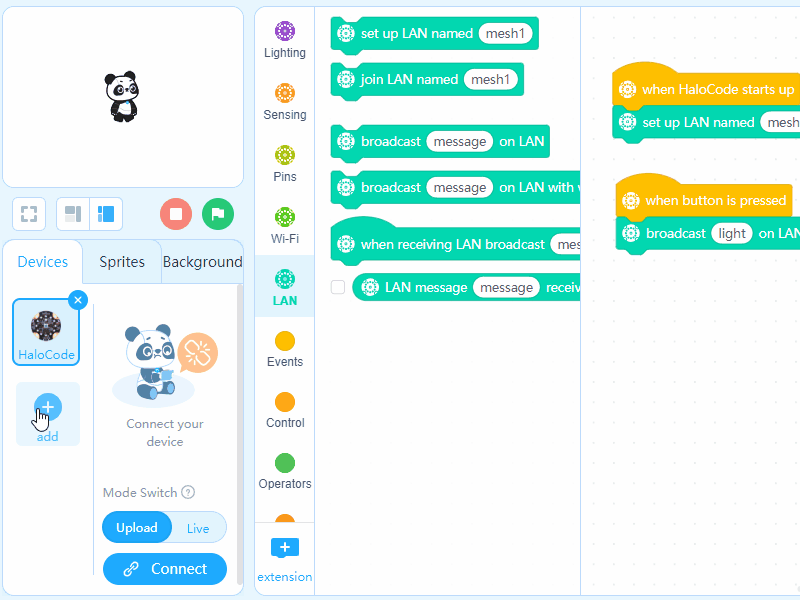 Devices
Sprites
Background
HaloCode
add
Connect your
device
Mode Switch ?
Upload
Live
Connect
Lighting
Sensing
Pins
Wi-Fi
LAN
Events
Control
Operators
extension
set up LAN named mesh1
join LAN named mesh1
broadcast message on LAN
broadcast message on LAN with
when receiving LAN broadcast mes
LAN message message receiv
when HaloCode starts up
set up LAN named mesh
when button is pressed
broadcast light on LAN